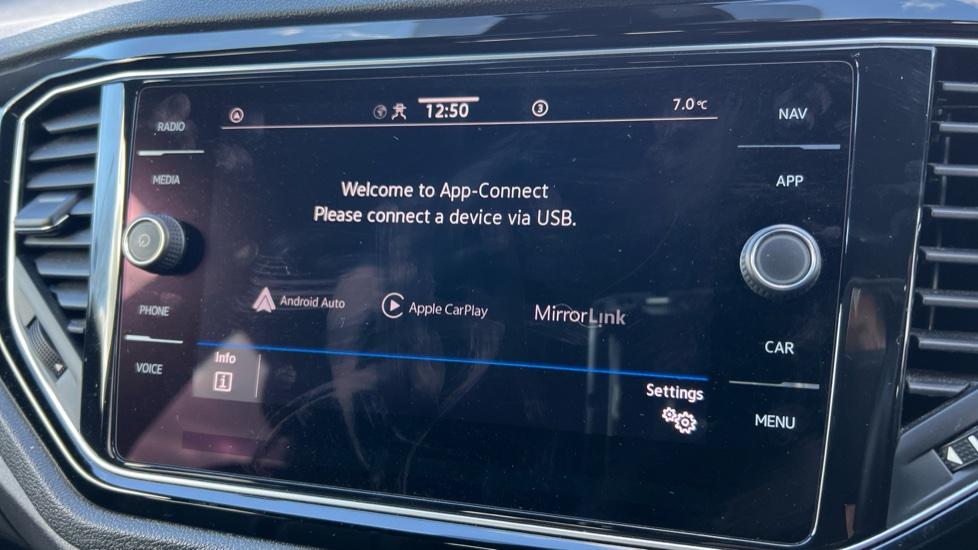 RADIO
MEDIA
PHONE
VOICE
12:50
3
7.0°C
Welcome to App-Connect
Please connect a device via USB.
Android Auto
Apple CarPlay
MirrorLink
Info
i
Settings
NAV
APP
CAR
MENU